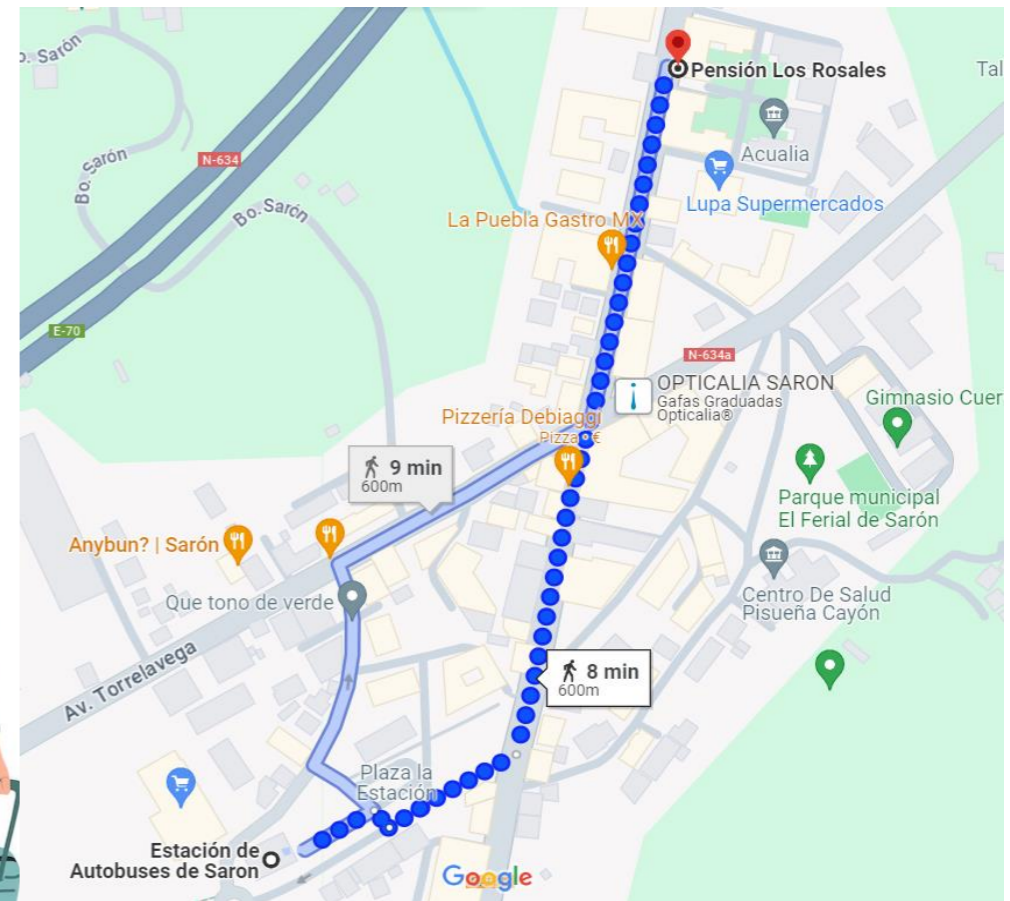 o. Sarón
Pensión Los Rosales
Tal
N-634
Bo. Sarón
Acualia
Bo. Sarón
Lupa Supermercados
La Puebla Gastro MX
E-70
N-634a
OPTICALIA SARON
Gafas Graduadas
Opticalia®
Gimnasio Cuer
Pizzería Debiaggi
Pizza • €
9 min
600m
Parque municipal
El Ferial de Sarón
Anybun? | Sarón
Que tono de verde
Centro De Salud
Pisueña Cayón
8 min
600m
Av. Torrelavega
Plaza la
Estación
Estación de
Autobuses de Saron
Google